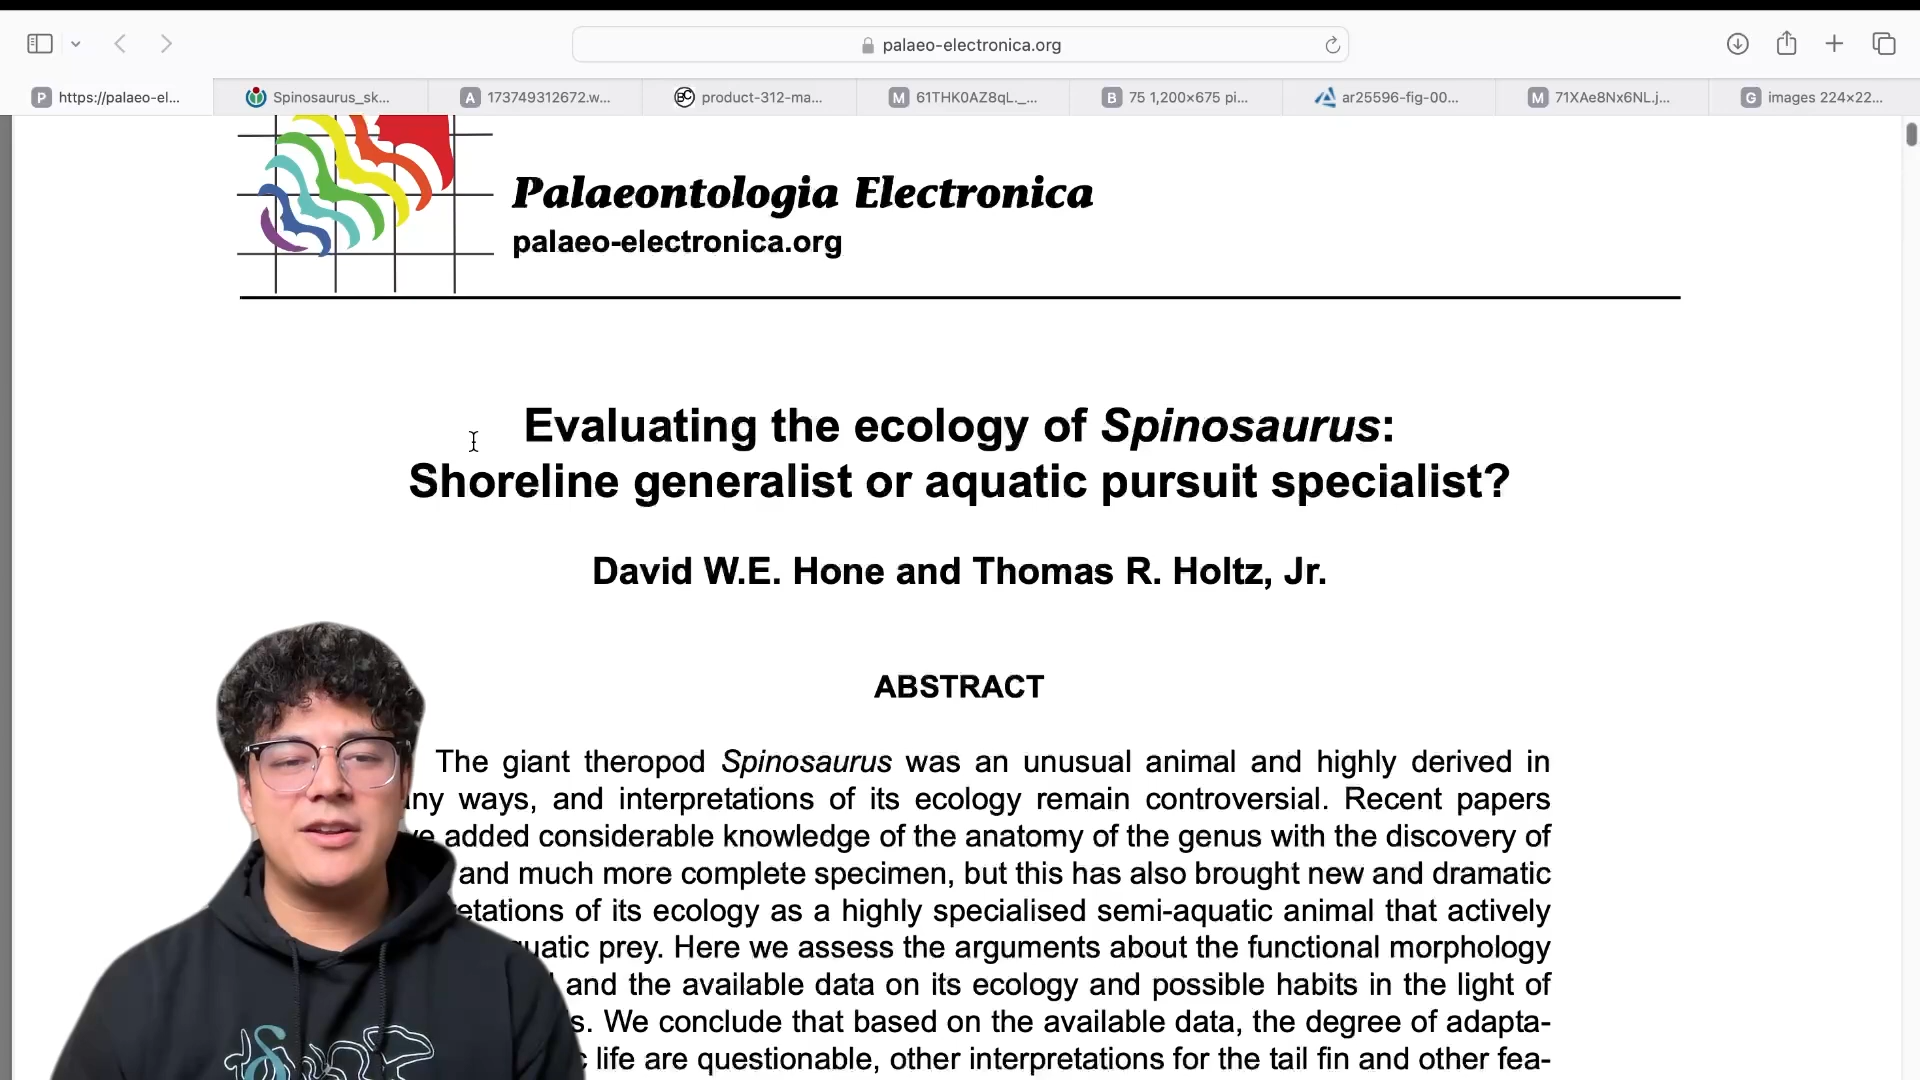 palaeo-electronica.org
P https://palaeo-el...
Spinosaurus_sk...
A 173749312672.w...
BC product-312-ma...
M 61THK0AZ8qL._...
B 75 1,200×675 pi...
ar25596-fig-00...
M 71XAe8Nx6NL.j...
G images 224×22...
Palaeontologia Electronica
palaeo-electronica.org
Evaluating the ecology of Spinosaurus:
Shoreline generalist or aquatic pursuit specialist?
David W.E. Hone and Thomas R. Holtz, Jr.
ABSTRACT
The giant theropod Spinosaurus was an unusual animal and highly derived in
ny ways, and interpretations of its ecology remain controversial. Recent papers
added considerable knowledge of the anatomy of the genus with the discovery of
and much more complete specimen, but this has also brought new and dramatic
etations of its ecology as a highly specialised semi-aquatic animal that actively
uatic prey. Here we assess the arguments about the functional morphology
and the available data on its ecology and possible habits in the light of
s. We conclude that based on the available data, the degree of adapta-
life are questionable, other interpretations for the tail fin and other fea-